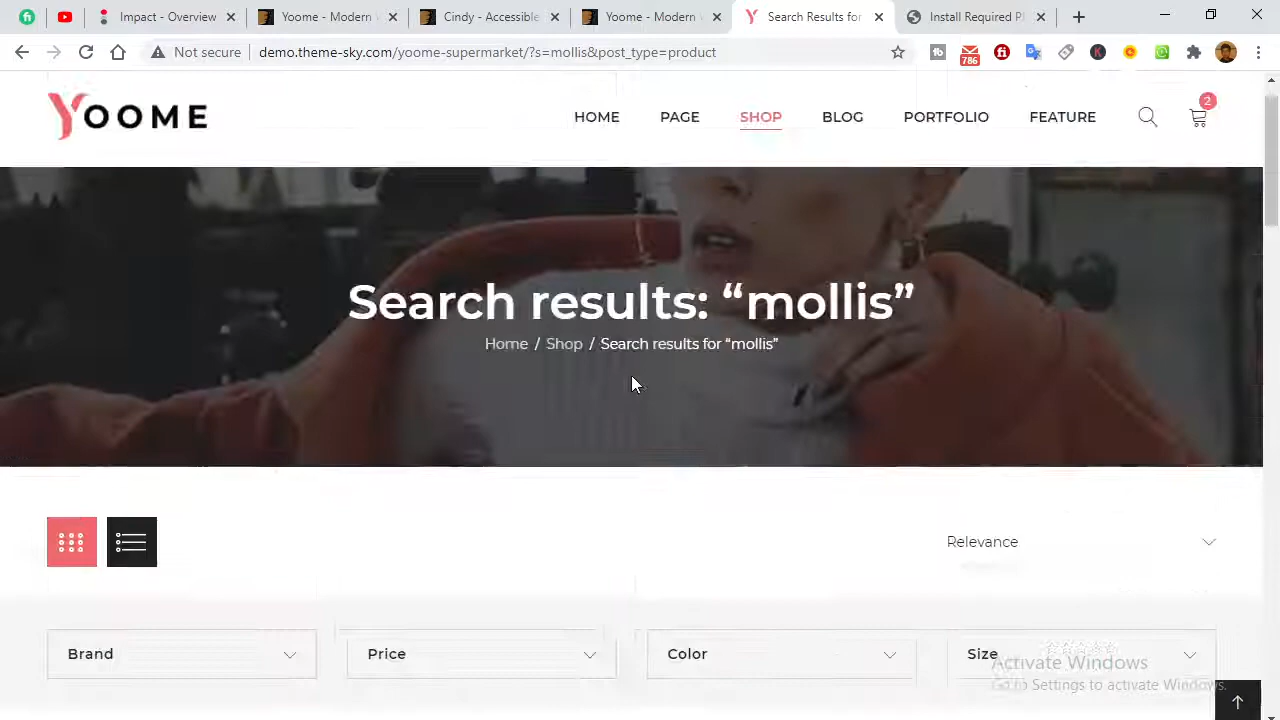 Impact | Overview
Yoome - Modern
Cindy - Accessible
Yoome - Modern
Search Results for
Install Required Pl
Not secure
demo.theme-sky.com/yoome-supermarket/?s=mollis&post_type=product
786
YOOME
HOME
PAGE
SHOP
BLOG
PORTFOLIO
FEATURE
2
Search results: “mollis”
Home / Shop / Search results for “mollis”
Relevance
Brand
Price
Color
Size
Activate Windows
Go to Settings to activate Windows.